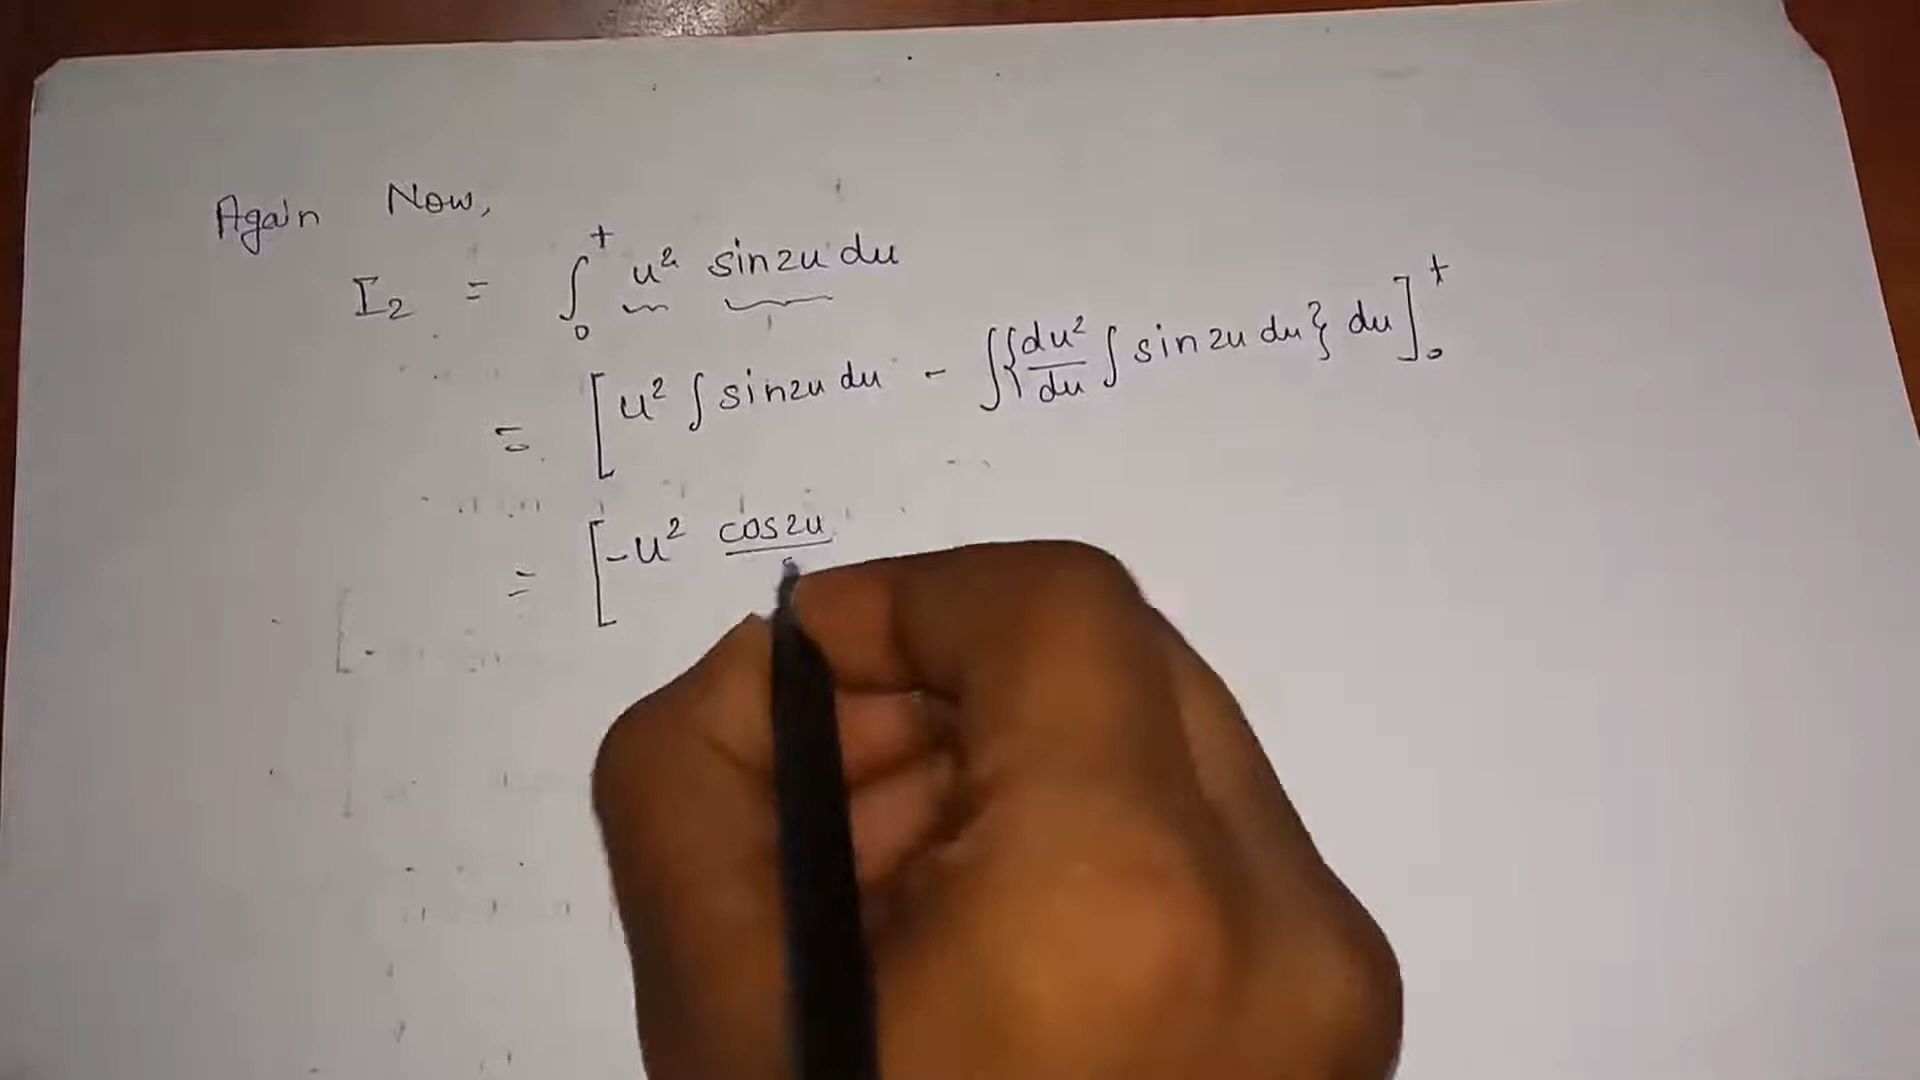 Again Now,
I₂ = ∫₀ᵗ u² sin2u du
= [u² ∫ sin2u du - ∫{du²/du ∫ sin2u du} du]₀ᵗ
= [-u² cos2u